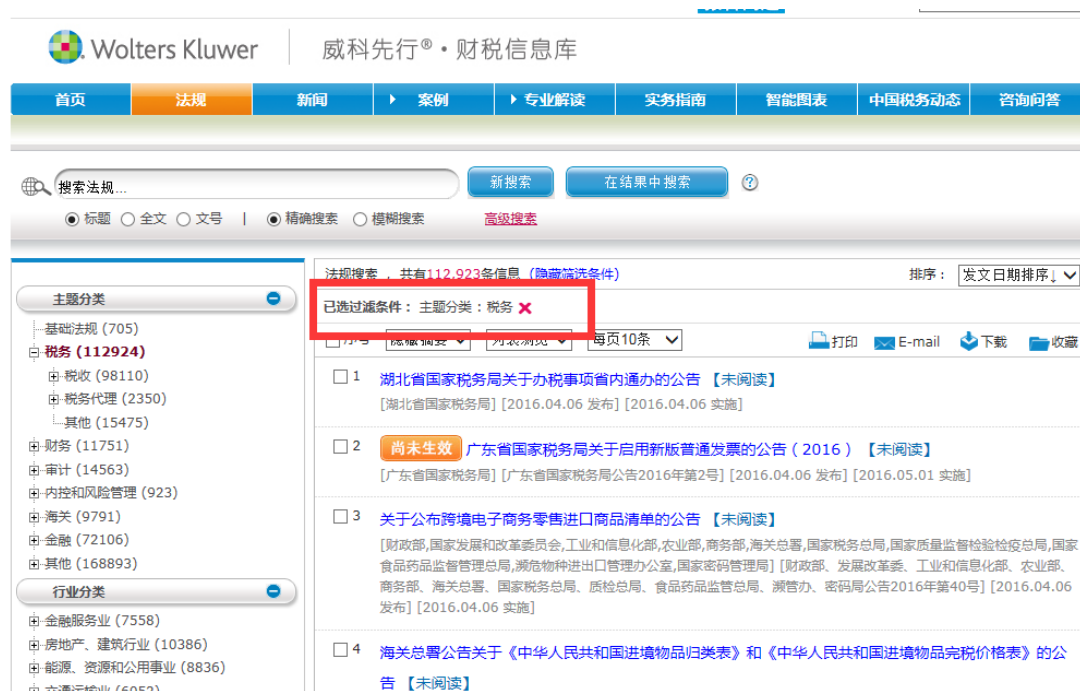 Wolters Kluwer 威科先行®·财税信息库
首页 法规 新闻 案例 专业解读 实务指南 智能图表 中国税务动态 咨询问答
搜索法规... 新搜索 在结果中搜索 ?
标题 全文 文号 | 精确搜索 模糊搜索 高级搜索
法规搜索 ，共有112,923条信息 (隐藏筛选条件) 排序： 发文日期排序↓
已选过滤条件：主题分类：税务
序号 隐藏摘要 列表浏览 每页10条 打印 E-mail 下载 收藏
主题分类
基础法规 (705)
税务 (112924)
税收 (98110)
税务代理 (2350)
其他 (15475)
财务 (11751)
审计 (14563)
内控和风险管理 (923)
海关 (9791)
金融 (72106)
其他 (168893)
行业分类
金融服务业 (7558)
房地产、建筑行业 (10386)
能源、资源和公用事业 (8836)
交通运输业 (6052)
1 湖北省国家税务局关于办税事项省内通办的公告 【未阅读】
[湖北省国家税务局] [2016.04.06 发布] [2016.04.06 实施]
2 尚未生效 广东省国家税务局关于启用新版普通发票的公告（2016）【未阅读】
[广东省国家税务局] [广东省国家税务局公告2016年第2号] [2016.04.06 发布] [2016.05.01 实施]
3 关于公布跨境电子商务零售进口商品清单的公告 【未阅读】
[财政部,国家发展和改革委员会,工业和信息化部,农业部,商务部,海关总署,国家税务总局,国家质量监督检验检疫总局,国家
食品药品监督管理总局,濒危物种进出口管理办公室,国家密码管理局] [财政部、发展改革委、工业和信息化部、农业部、
商务部、海关总署、国家税务总局、质检总局、食品药品监管总局、濒管办、密码局公告2016年第40号] [2016.04.06
发布] [2016.04.06 实施]
4 海关总署公告关于《中华人民共和国进境物品归类表》和《中华人民共和国进境物品完税价格表》的公
告 【未阅读】